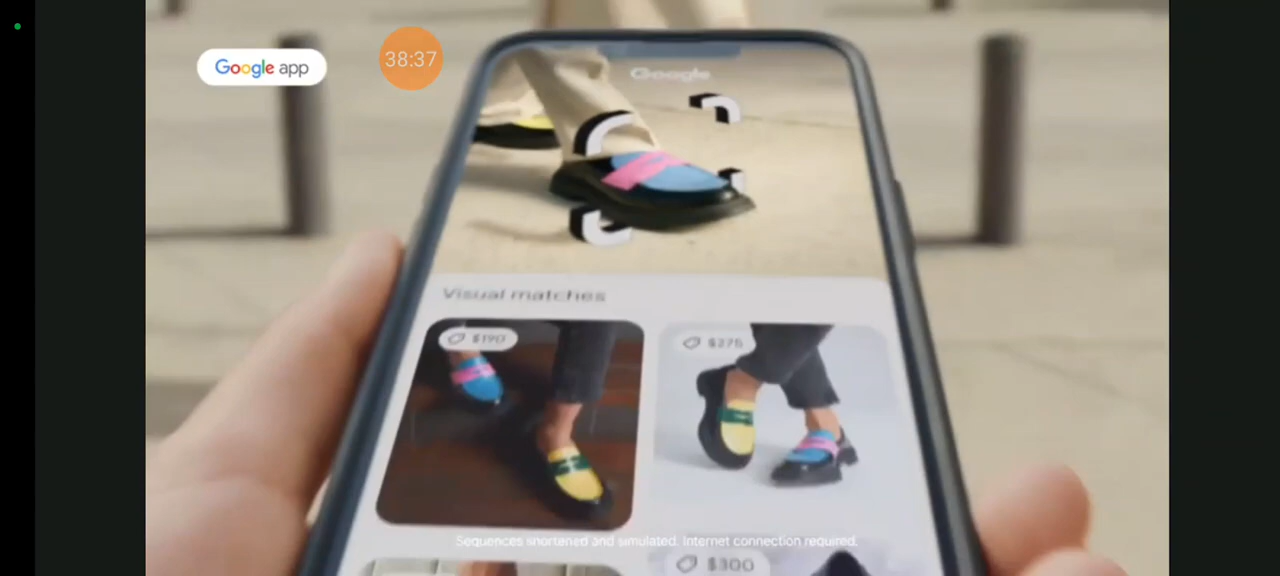 Google app
38:37
Google
Visual matches
$190
$275
Sequences shortened and simulated. Internet connection required.
$300